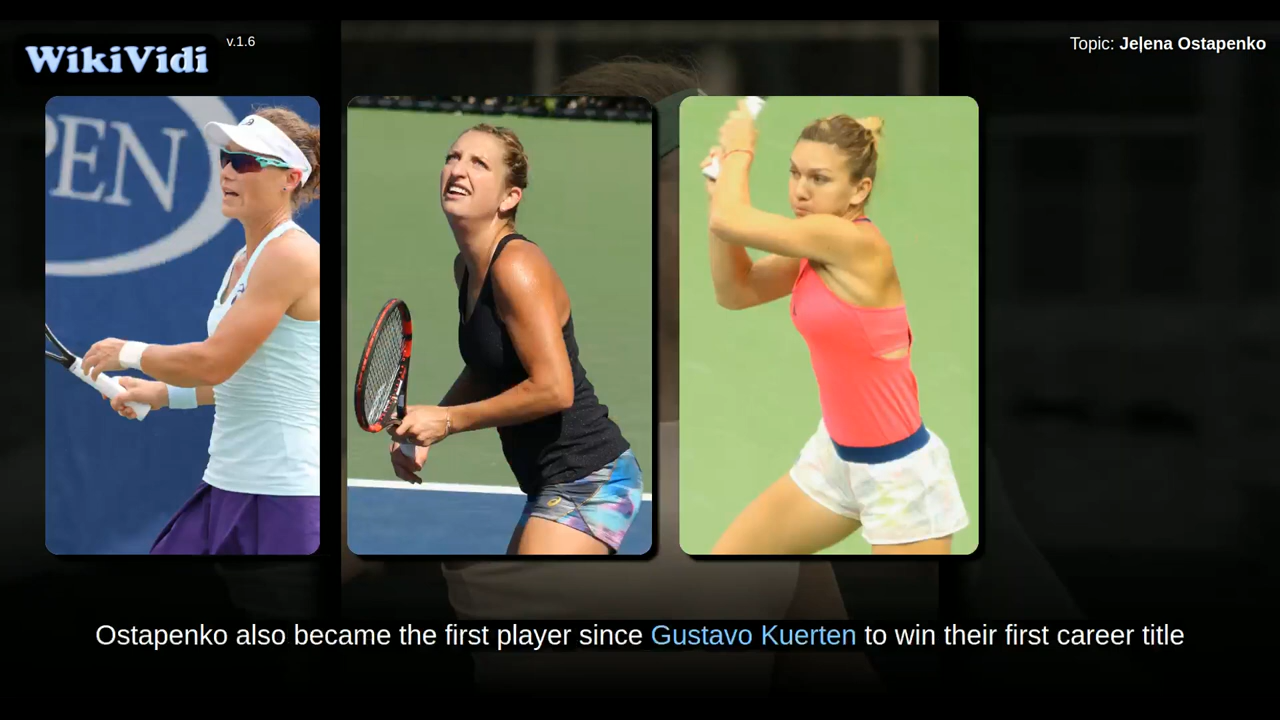 WikiVidi
v.1.6
Topic: Jeļena Ostapenko
PEN
Ostapenko also became the first player since Gustavo Kuerten to win their first career title